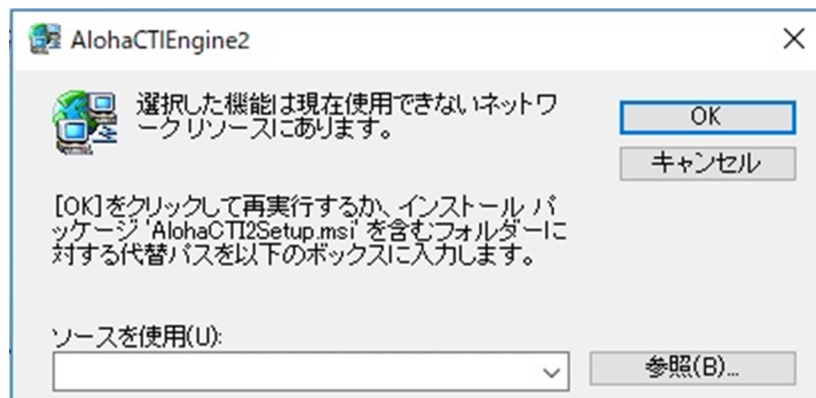 AlohaCTIEngine2
選択した機能は現在使用できないネットワ
ークリソースにあります。
OK
キャンセル
[OK]をクリックして再実行するか、インストール パ
ッケージ 'AlohaCTI2Setup.msi' を含むフォルダーに
対する代替パスを以下のボックスに入力します。
ソースを使用(U):
参照(B)...